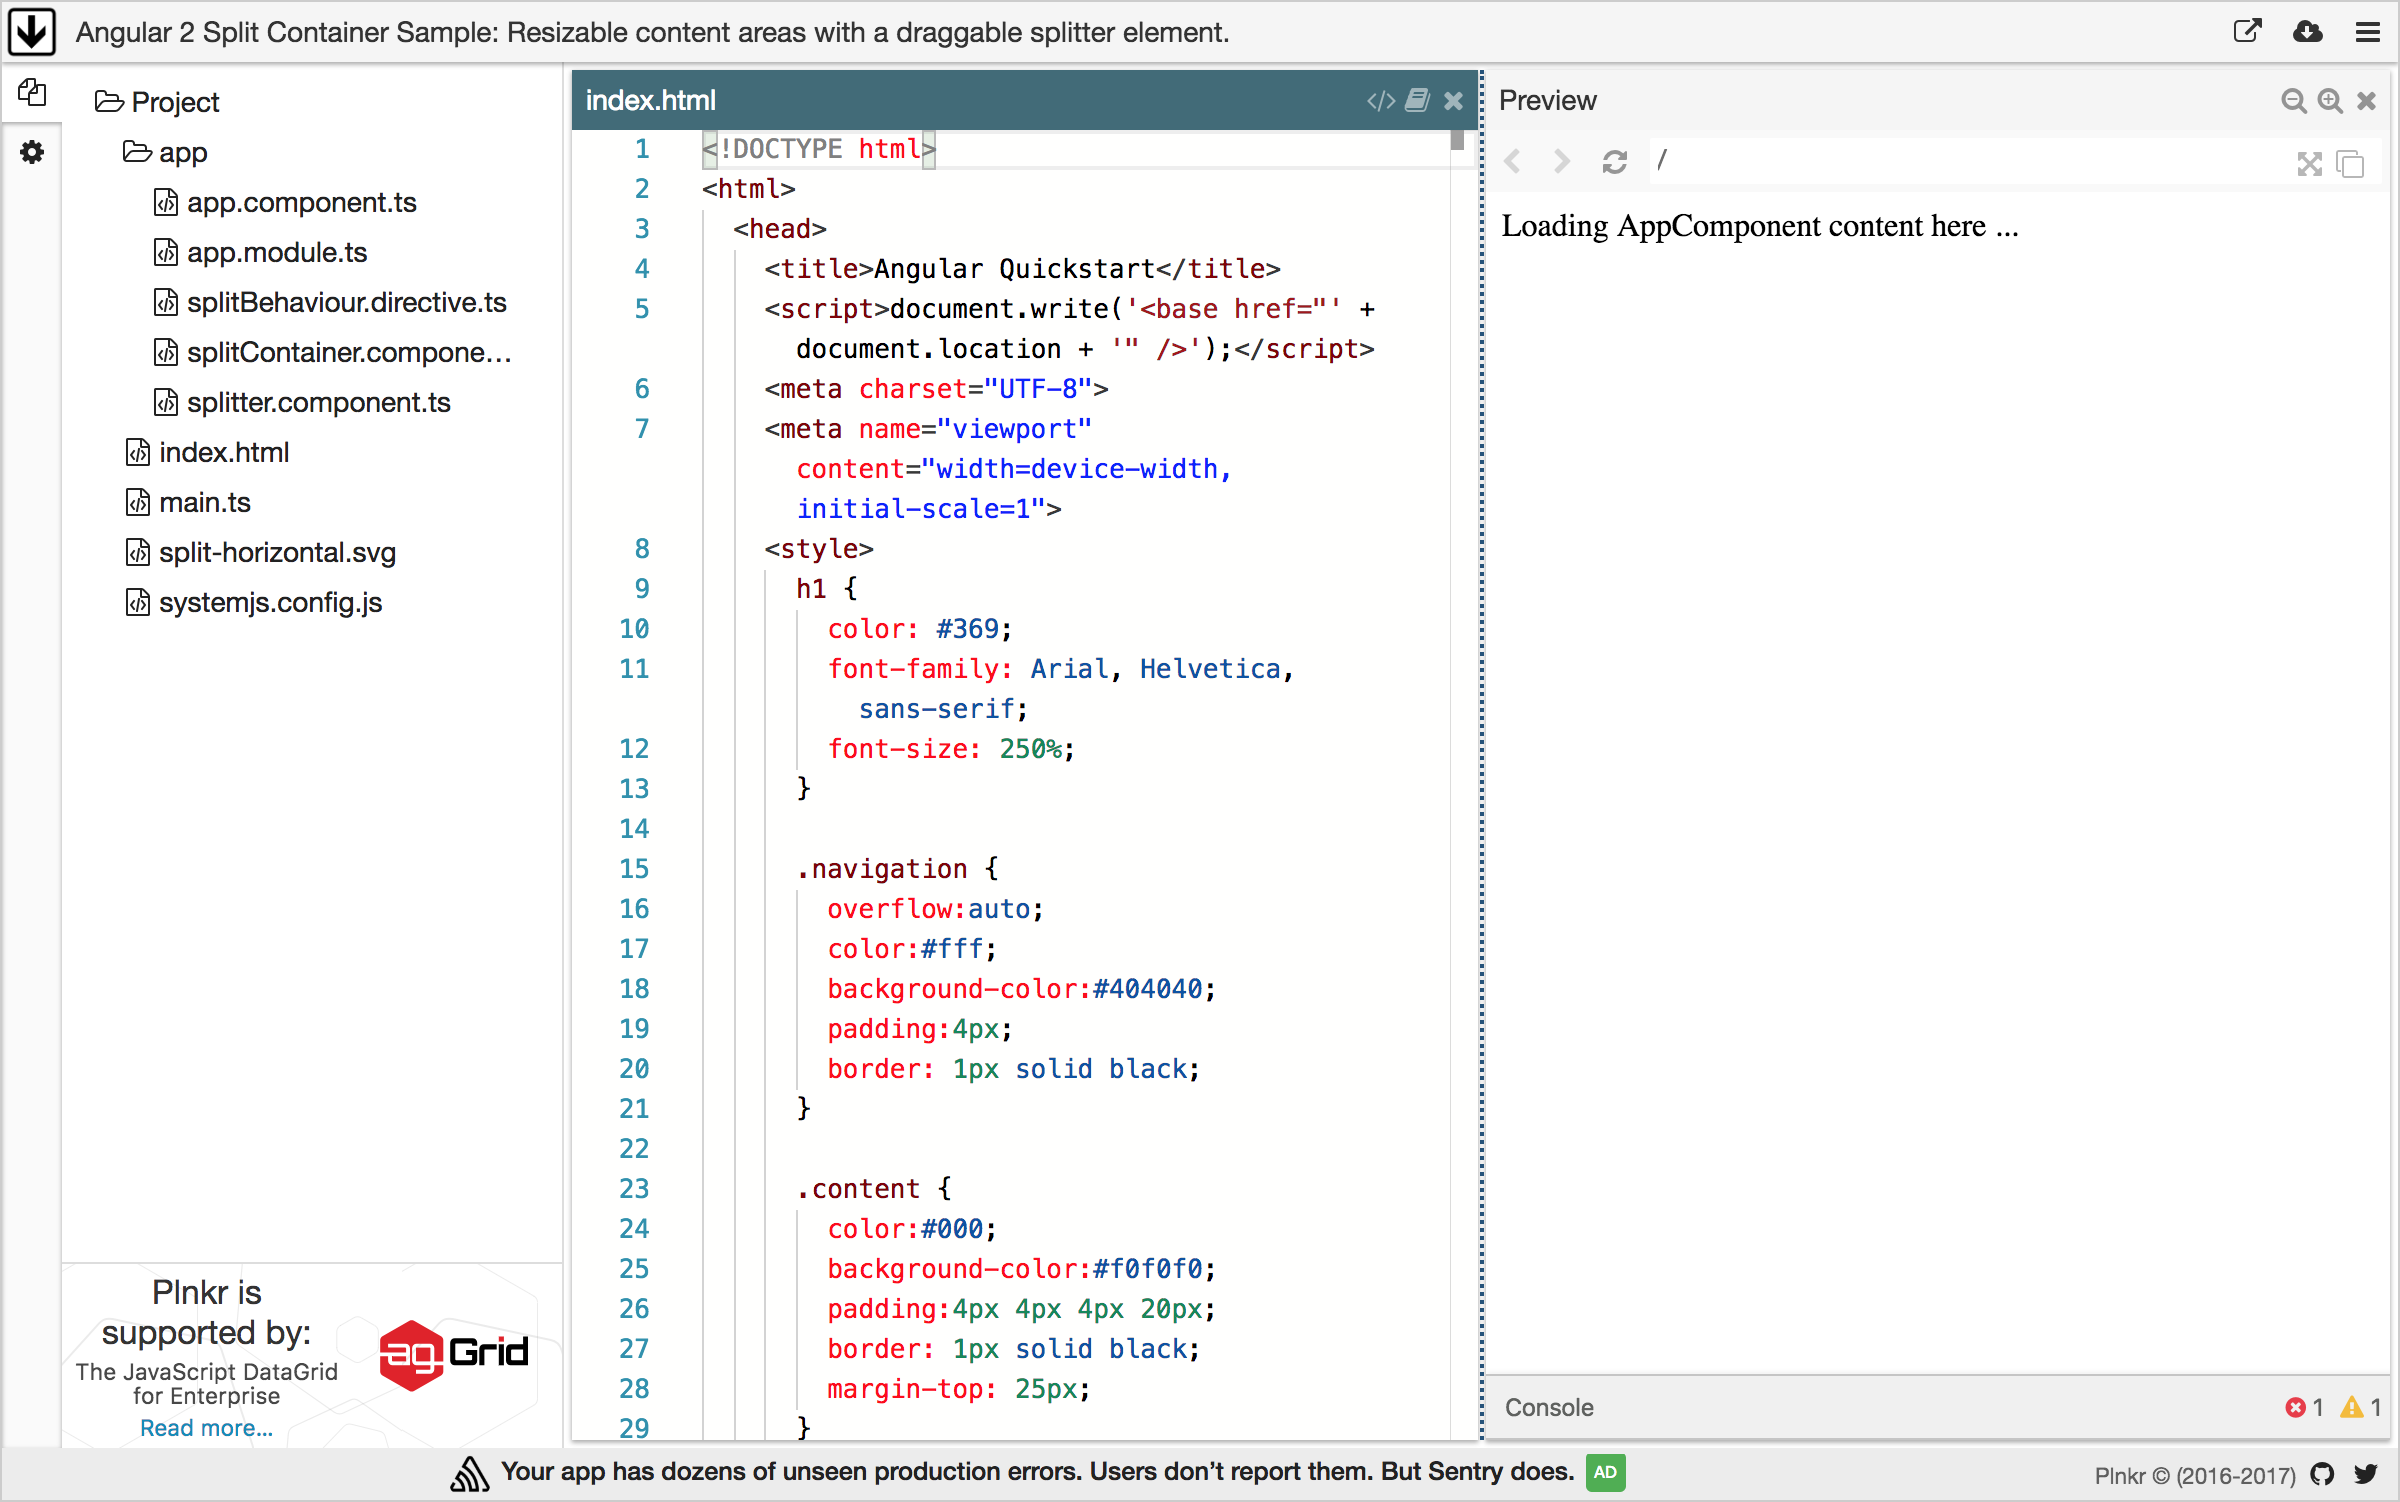 Angular 2 Split Container Sample: Resizable content areas with a draggable splitter element.
Project
app
app.component.ts
app.module.ts
splitBehaviour.directive.ts
splitContainer.compone...
splitter.component.ts
index.html
main.ts
split-horizontal.svg
systemjs.config.js
Plnkr is
supported by:
The JavaScript DataGrid
for Enterprise
Read more...
ag Grid
index.html
1 <!DOCTYPE html>
2 <html>
3 <head>
4 <title>Angular Quickstart</title>
5 <script>document.write('<base href="' +
document.location + '" />');</script>
6 <meta charset="UTF-8">
7 <meta name="viewport"
content="width=device-width,
initial-scale=1">
8 <style>
9 h1 {
10 color: #369;
11 font-family: Arial, Helvetica,
sans-serif;
12 font-size: 250%;
13 }
14
15 .navigation {
16 overflow:auto;
17 color:#fff;
18 background-color:#404040;
19 padding:4px;
20 border: 1px solid black;
21 }
22
23 .content {
24 color:#000;
25 background-color:#f0f0f0;
26 padding:4px 4px 4px 20px;
27 border: 1px solid black;
28 margin-top: 25px;
29 }
Preview
/
Loading AppComponent content here ...
Console 1 1
Your app has dozens of unseen production errors. Users don't report them. But Sentry does. AD
Plnkr © (2016-2017)